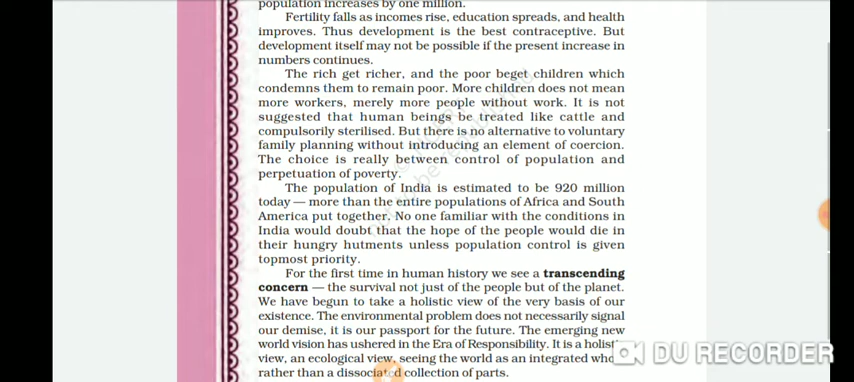 population increases by one million.
Fertility falls as incomes rise, education spreads, and health
improves. Thus development is the best contraceptive. But
development itself may not be possible if the present increase in
numbers continues.
The rich get richer, and the poor beget children which
condemns them to remain poor. More children does not mean
more workers, merely more people without work. It is not
suggested that human beings be treated like cattle and
compulsorily sterilised. But there is no alternative to voluntary
family planning without introducing an element of coercion.
The choice is really between control of population and
perpetuation of poverty.
The population of India is estimated to be 920 million
today — more than the entire populations of Africa and South
America put together. No one familiar with the conditions in
India would doubt that the hope of the people would die in
their hungry hutments unless population control is given
topmost priority.
For the first time in human history we see a transcending
concern — the survival not just of the people but of the planet.
We have begun to take a holistic view of the very basis of our
existence. The environmental problem does not necessarily signal
our demise, it is our passport for the future. The emerging new
world vision has ushered in the Era of Responsibility. It is a holistic
view, an ecological view, seeing the world as an integrated whole
rather than a dissociated collection of parts.
DU RECORDER